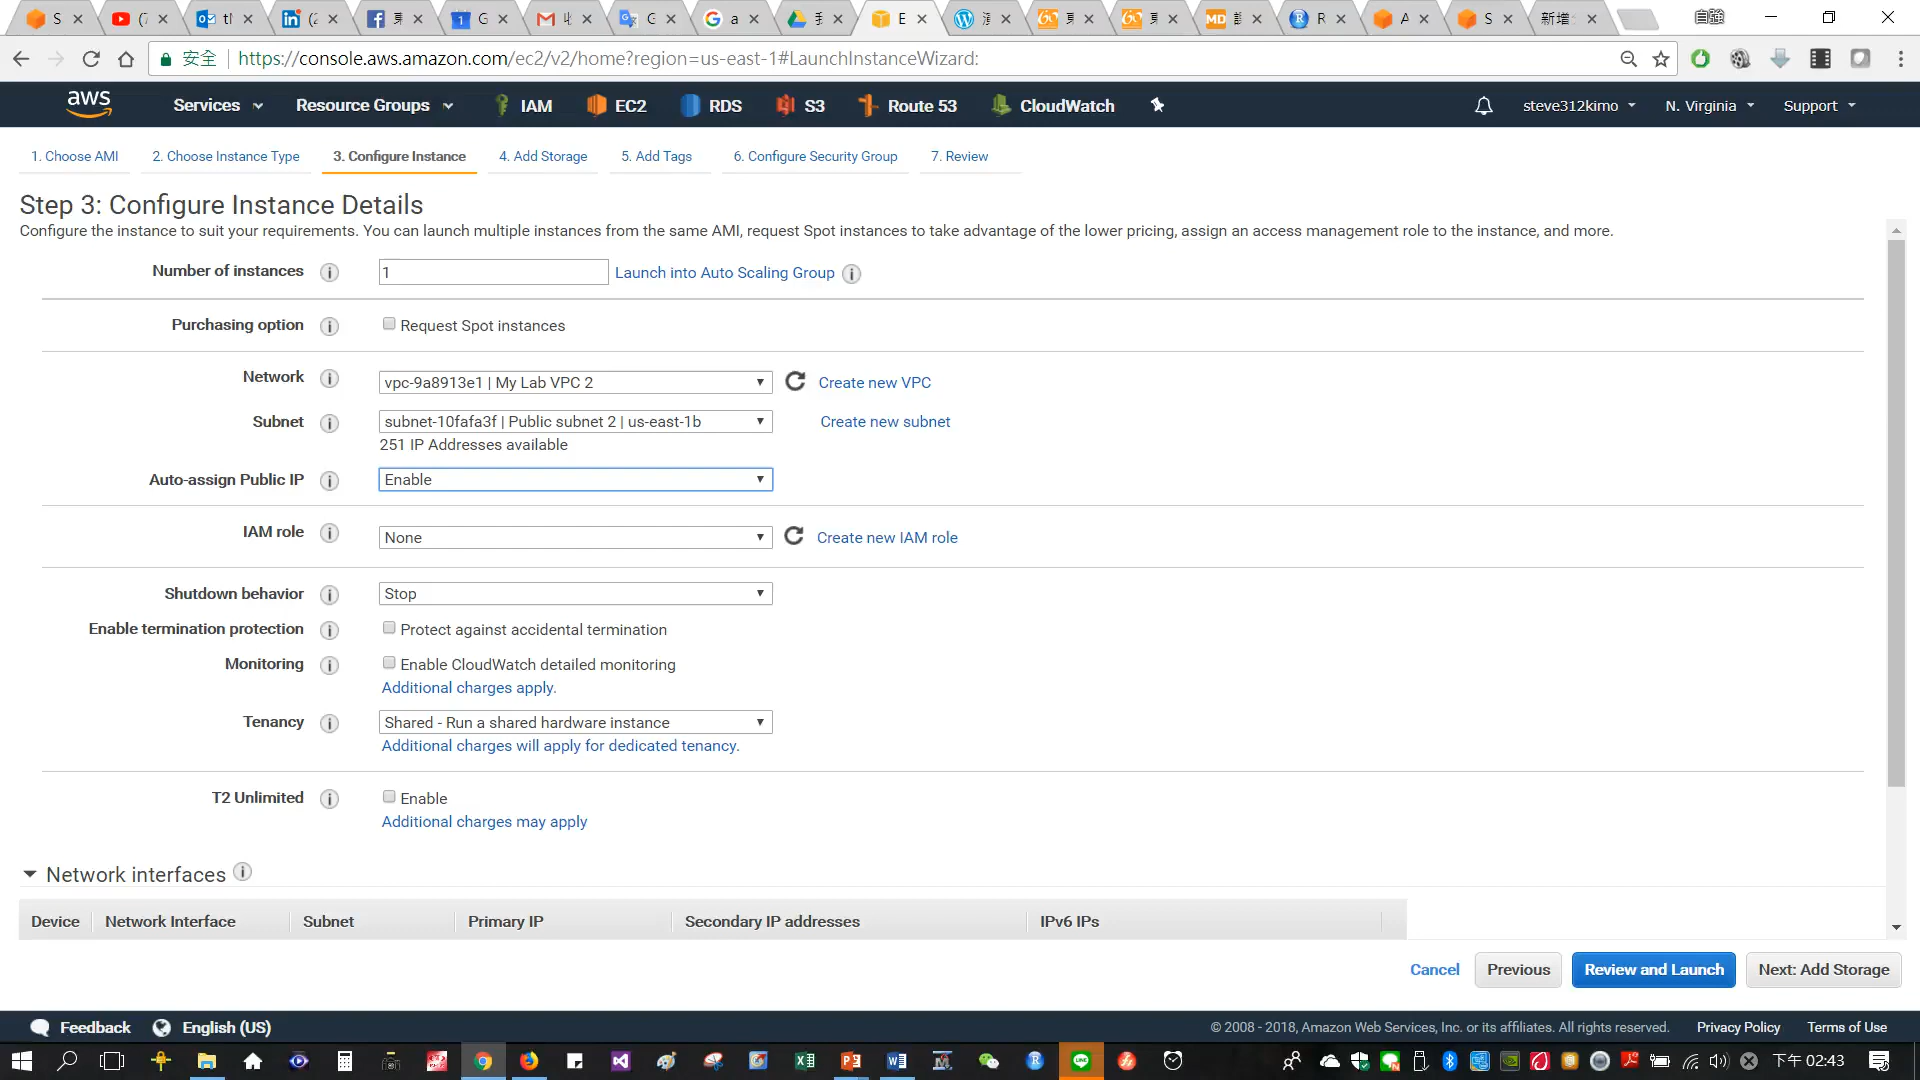 S
(7
tN
(2
G
G
a
E
R
A
S
新增
自強
安全 https://console.aws.amazon.com/ec2/v2/home?region=us-east-1#LaunchInstanceWizard:
aws Services Resource Groups IAM EC2 RDS S3 Route 53 CloudWatch steve312kimo N. Virginia Support
1. Choose AMI 2. Choose Instance Type 3. Configure Instance 4. Add Storage 5. Add Tags 6. Configure Security Group 7. Review
Step 3: Configure Instance Details
Configure the instance to suit your requirements. You can launch multiple instances from the same AMI, request Spot instances to take advantage of the lower pricing, assign an access management role to the instance, and more.
Number of instances 1 Launch into Auto Scaling Group
Purchasing option Request Spot instances
Network vpc-9a8913e1 | My Lab VPC 2 Create new VPC
Subnet subnet-10fafa3f | Public subnet 2 | us-east-1b Create new subnet
251 IP Addresses available
Auto-assign Public IP Enable
IAM role None Create new IAM role
Shutdown behavior Stop
Enable termination protection Protect against accidental termination
Monitoring Enable CloudWatch detailed monitoring
Additional charges apply.
Tenancy Shared - Run a shared hardware instance
Additional charges will apply for dedicated tenancy.
T2 Unlimited Enable
Additional charges may apply
Network interfaces
Device Network Interface Subnet Primary IP Secondary IP addresses IPv6 IPs
Cancel Previous Review and Launch Next: Add Storage
Feedback English (US) © 2008 - 2018, Amazon Web Services, Inc. or its affiliates. All rights reserved. Privacy Policy Terms of Use
下午 02:43